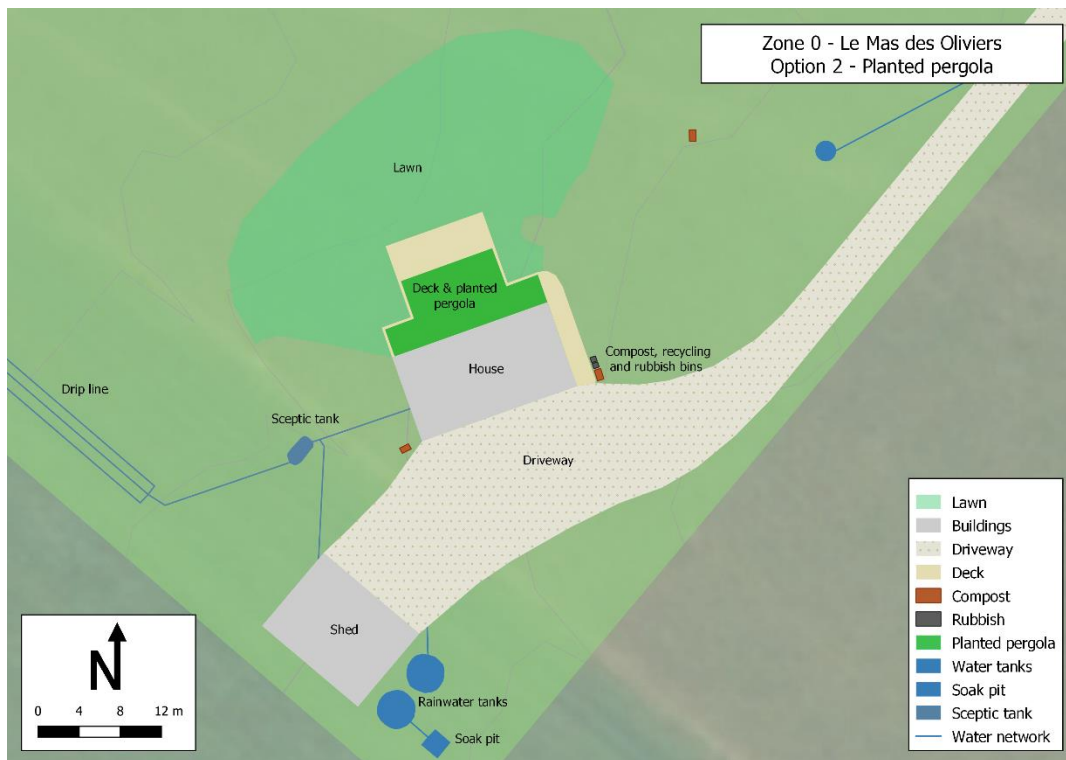 Zone 0 - Le Mas des Oliviers
Option 2 - Planted pergola
Lawn
Deck & planted
pergola
House
Compost, recycling
and rubbish bins
Drip line
Sceptic tank
Driveway
Shed
Rainwater tanks
Soak pit
N
0 4 8 12 m
Lawn
Buildings
Driveway
Deck
Compost
Rubbish
Planted pergola
Water tanks
Soak pit
Sceptic tank
Water network